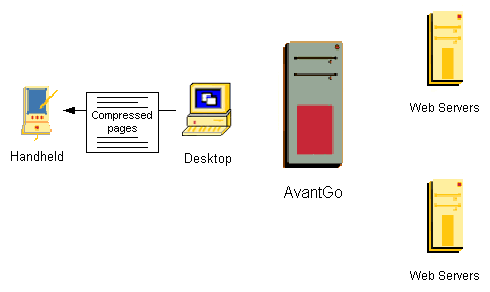 Web Servers
Compressed
pages
Handheld
Desktop
AvantGo
Web Servers